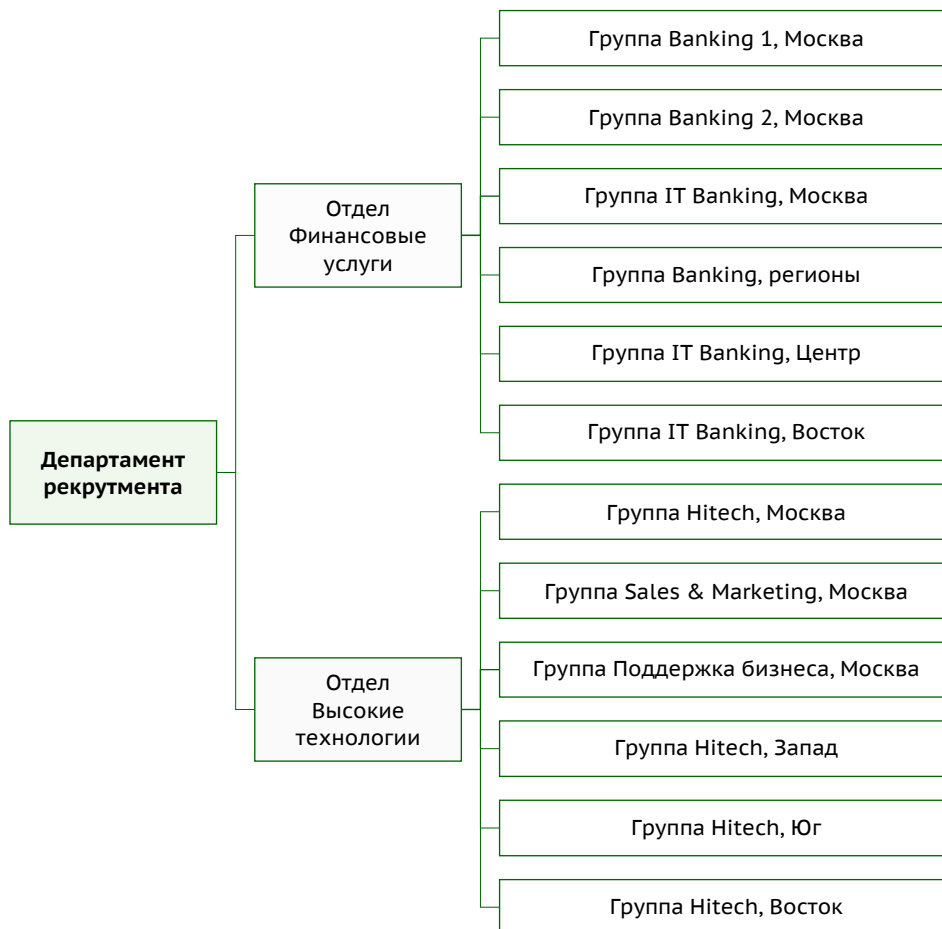 Группа Banking 1, Москва
Группа Banking 2, Москва
Отдел
Финансовые
услуги
Группа IT Banking, Москва
Группа Banking, регионы
Группа IT Banking, Центр
Группа IT Banking, Восток
Департамент
рекрутмента
Группа Hitech, Москва
Группа Sales & Marketing, Москва
Отдел
Высокие
технологии
Группа Поддержка бизнеса, Москва
Группа Hitech, Запад
Группа Hitech, Юг
Группа Hitech, Восток